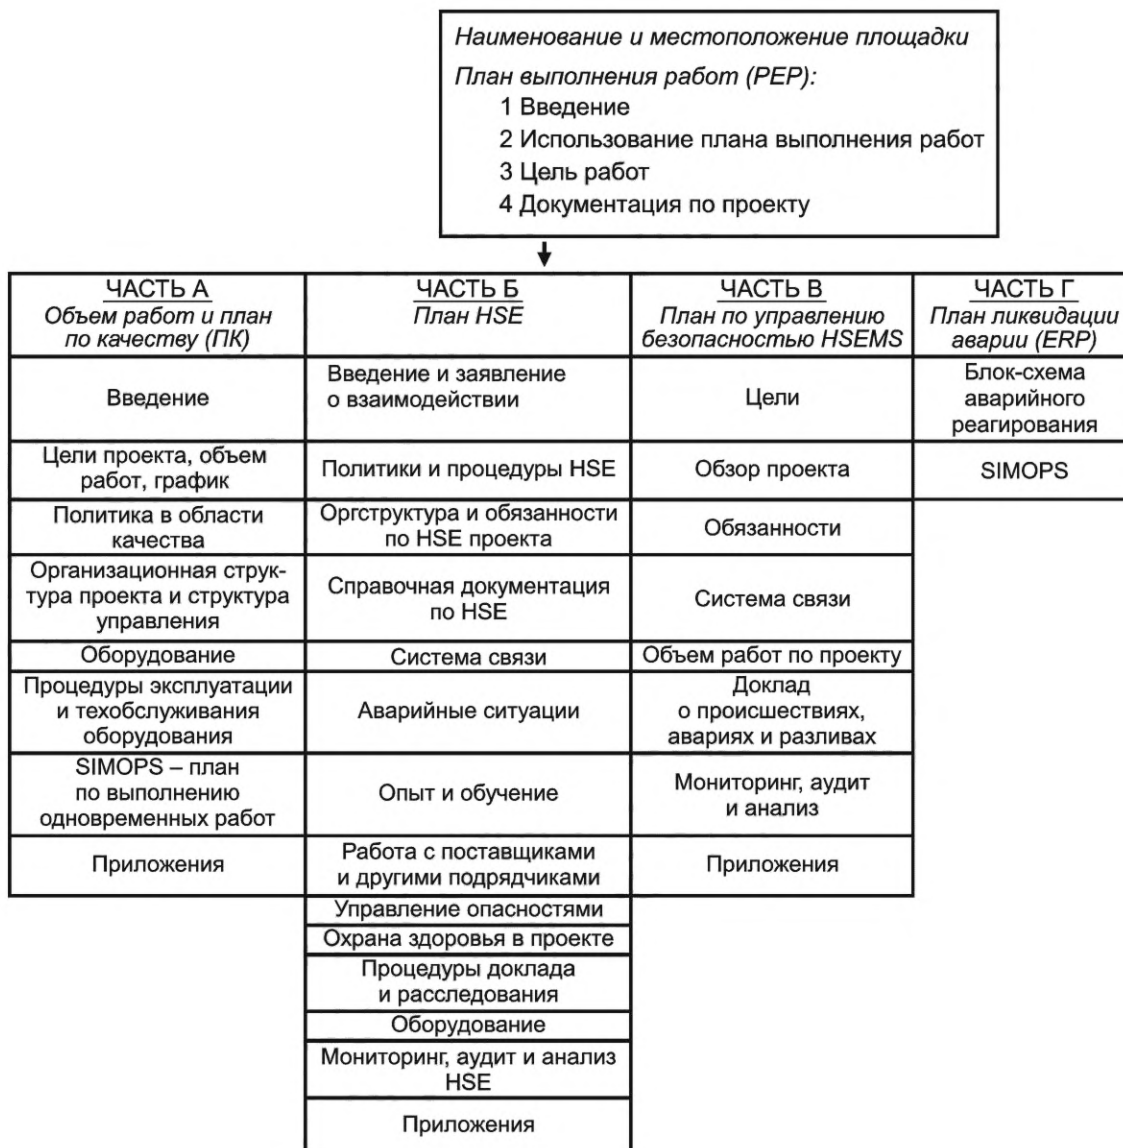 Наименование и местоположение площадки
План выполнения работ (PEP):
1 Введение
2 Использование плана выполнения работ
3 Цель работ
4 Документация по проекту
ЧАСТЬ А
Объем работ и план
по качеству (ПК)
Введение
Цели проекта, объем
работ, график
Политика в области
качества
Организационная струк-
тура проекта и структура
управления
Оборудование
Процедуры эксплуатации
и техобслуживания
оборудования
SIMOPS – план
по выполнению
одновременных работ
Приложения
ЧАСТЬ Б
План HSE
Введение и заявление
о взаимодействии
Политики и процедуры HSE
Оргструктура и обязанности
по HSE проекта
Справочная документация
по HSE
Система связи
Аварийные ситуации
Опыт и обучение
Работа с поставщиками
и другими подрядчиками
Управление опасностями
Охрана здоровья в проекте
Процедуры доклада
и расследования
Оборудование
Мониторинг, аудит и анализ
HSE
Приложения
ЧАСТЬ В
План по управлению
безопасностью HSEMS
Цели
Обзор проекта
Обязанности
Система связи
Объем работ по проекту
Доклад
о происшествиях,
авариях и разливах
Мониторинг, аудит
и анализ
Приложения
ЧАСТЬ Г
План ликвидации
аварии (ERP)
Блок-схема
аварийного
реагирования
SIMOPS